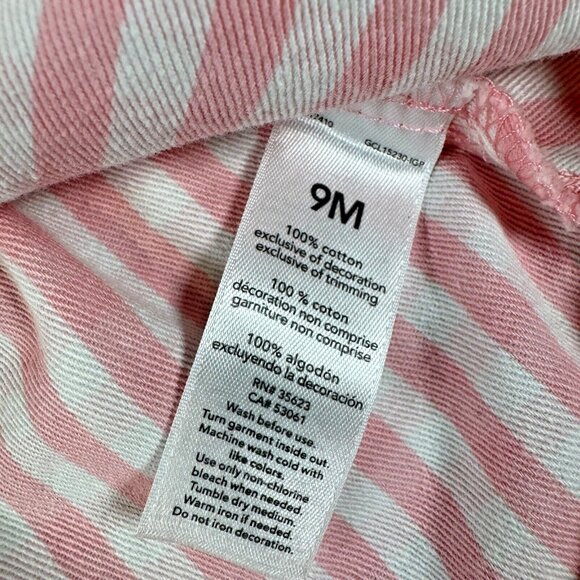 GCL15230-IGP
9M
100% cotton
exclusive of decoration
exclusive of trimming
100 % coton
décoration non comprise
garniture non comprise
100% algodón
excluyendo la decoración
RN# 35623
CA# 53061
Wash before use.
Turn garment inside out
Machine wash cold with
like colors.
Use only non-chlorine
bleach when needed.
Tumble dry medium.
Warm iron if needed.
Do not iron decoration.